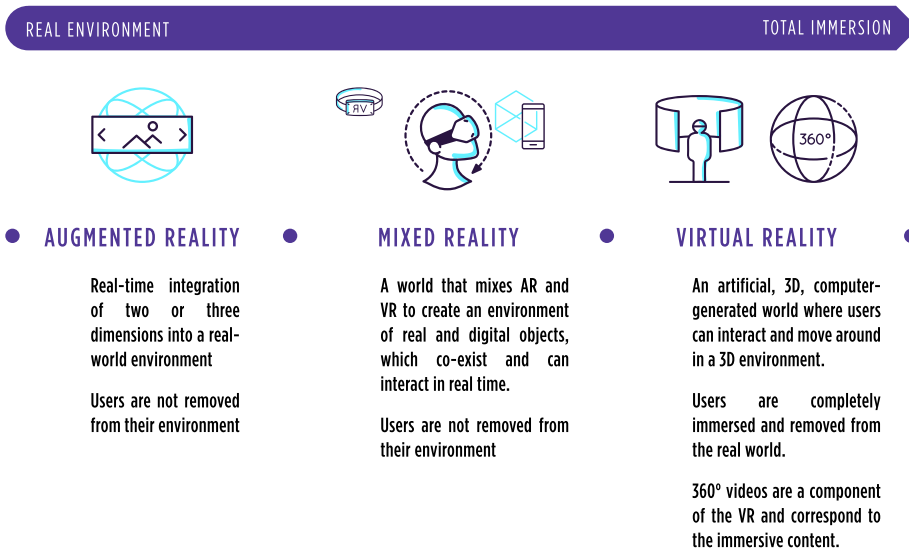 REAL ENVIRONMENT
TOTAL IMMERSION
VR
360°
AUGMENTED REALITY
Real-time integration
of two or three
dimensions into a real-
world environment
Users are not removed
from their environment
MIXED REALITY
A world that mixes AR and
VR to create an environment
of real and digital objects,
which co-exist and can
interact in real time.
Users are not removed from
their environment
VIRTUAL REALITY
An artificial, 3D, computer-
generated world where users
can interact and move around
in a 3D environment.
Users are completely
immersed and removed from
the real world.
360º videos are a component
of the VR and correspond to
the immersive content.